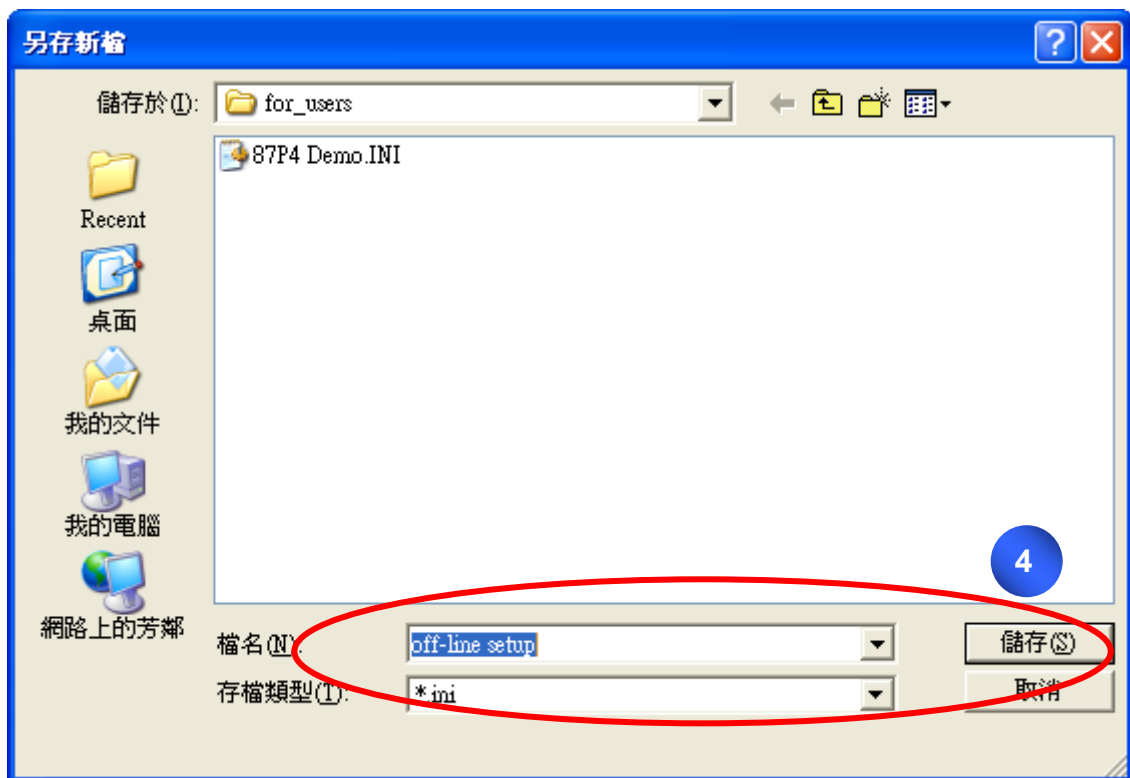 另存新檔
儲存於(I): for_users
87P4 Demo.INI
Recent
桌面
我的文件
我的電腦
網路上的芳鄰
4
檔名(N): off-line setup 儲存(S)
存檔類型(T): *.ini 取消